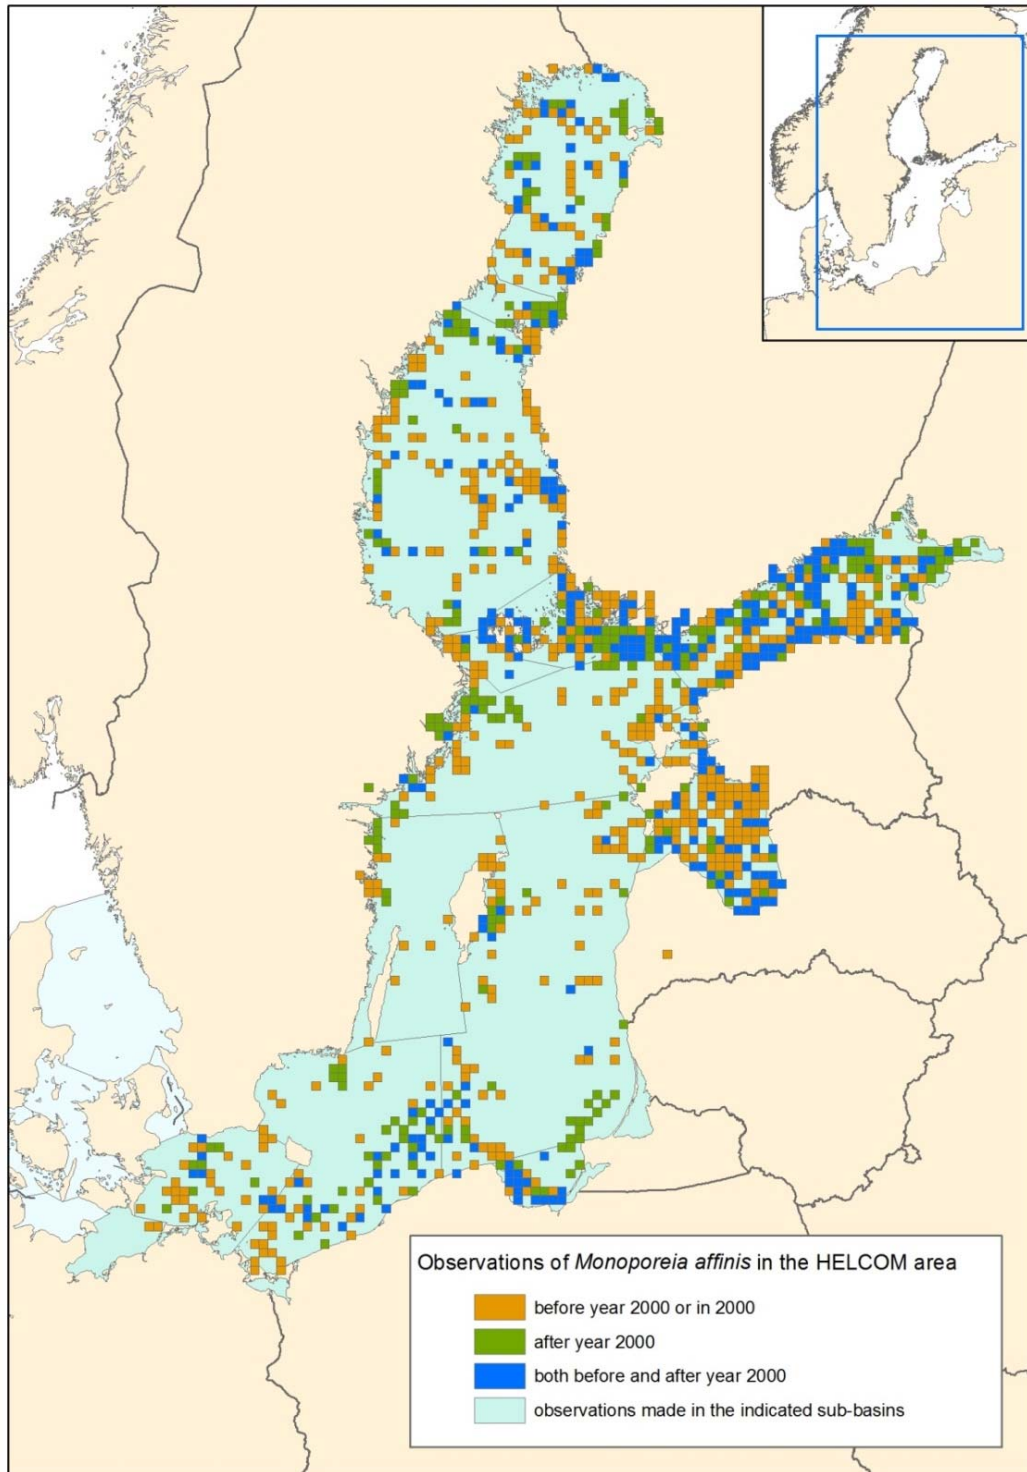 Observations of Monoporeia affinis in the HELCOM area
before year 2000 or in 2000
after year 2000
both before and after year 2000
observations made in the indicated sub-basins